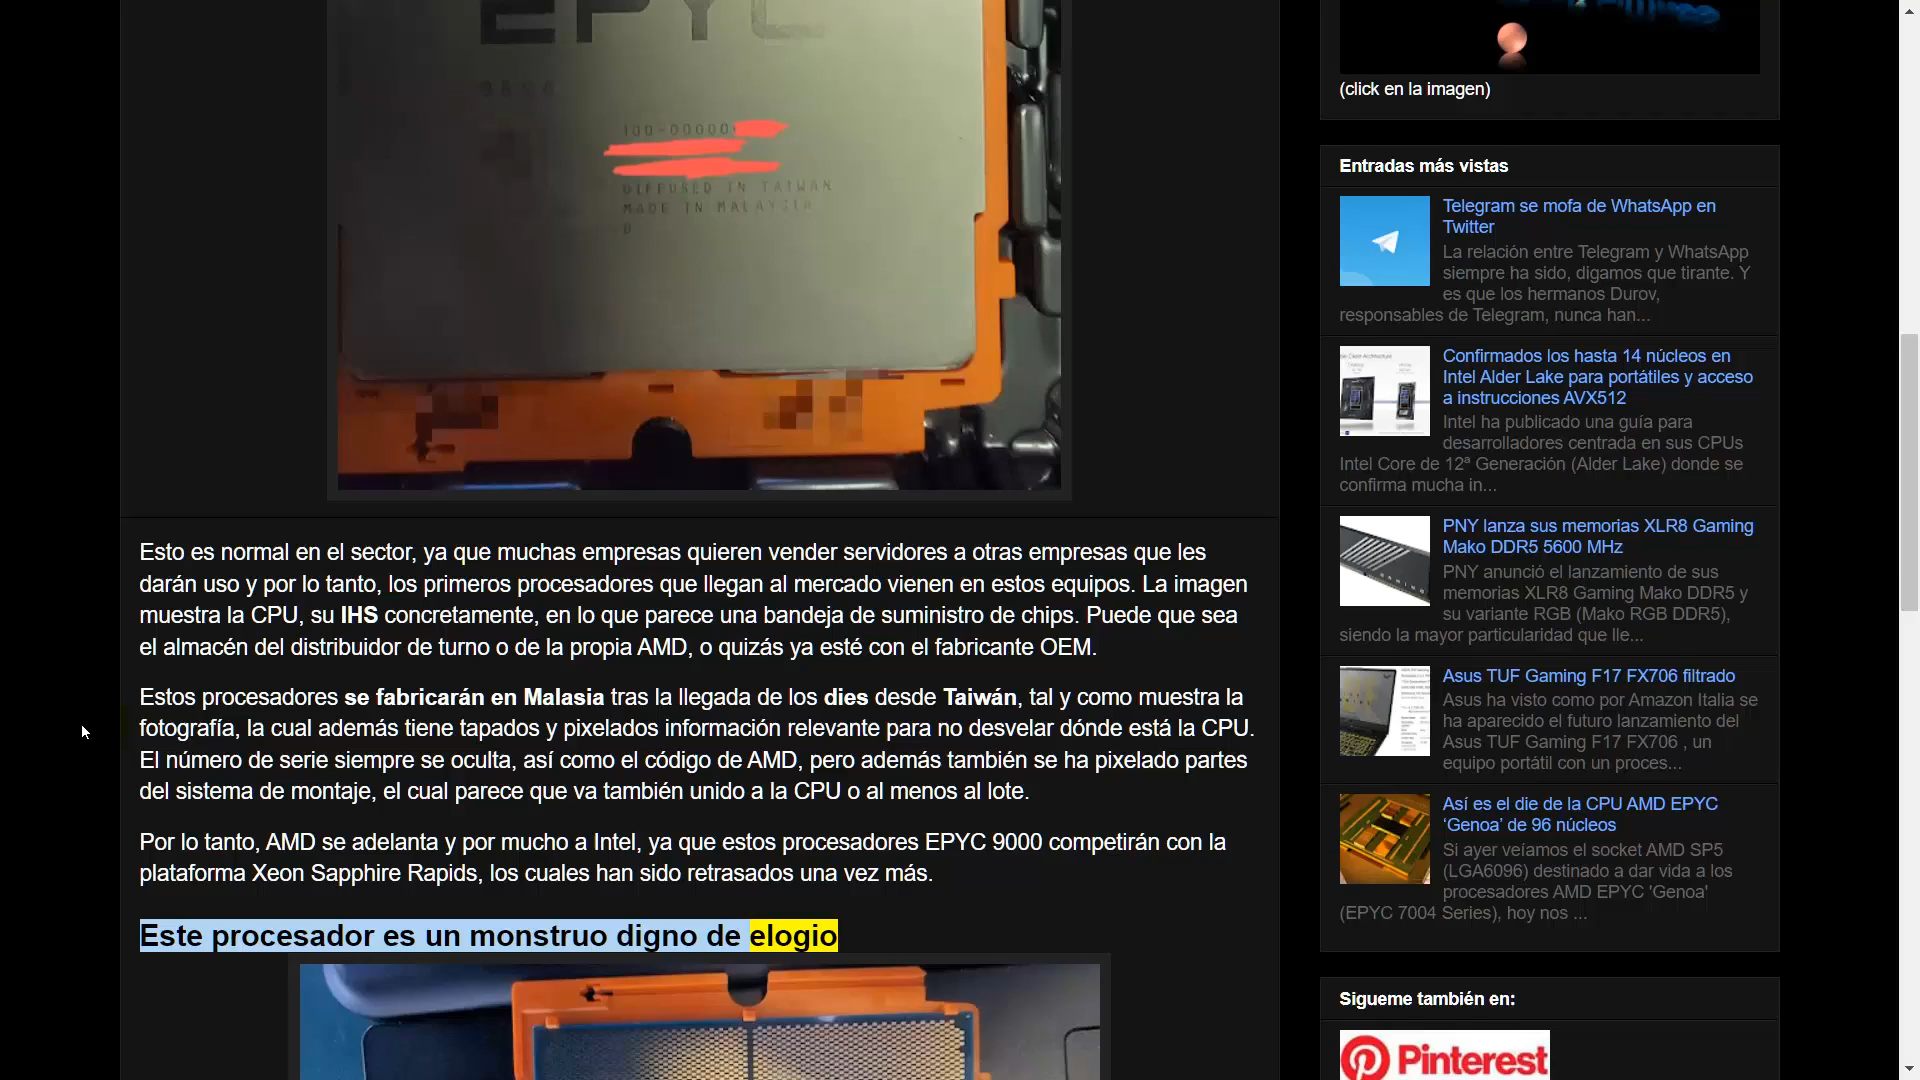 EPYC
100-00000
DIFFUSED IN TAIWAN
MADE IN MALAYSIA
Esto es normal en el sector, ya que muchas empresas quieren vender servidores a otras empresas que les
darán uso y por lo tanto, los primeros procesadores que llegan al mercado vienen en estos equipos. La imagen
muestra la CPU, su IHS concretamente, en lo que parece una bandeja de suministro de chips. Puede que sea
el almacén del distribuidor de turno o de la propia AMD, o quizás ya esté con el fabricante OEM.
Estos procesadores se fabricarán en Malasia tras la llegada de los dies desde Taiwán, tal y como muestra la
fotografía, la cual además tiene tapados y pixelados información relevante para no desvelar dónde está la CPU.
El número de serie siempre se oculta, así como el código de AMD, pero además también se ha pixelado partes
del sistema de montaje, el cual parece que va también unido a la CPU o al menos al lote.
Por lo tanto, AMD se adelanta y por mucho a Intel, ya que estos procesadores EPYC 9000 competirán con la
plataforma Xeon Sapphire Rapids, los cuales han sido retrasados una vez más.
Este procesador es un monstruo digno de elogio
(click en la imagen)
Entradas más vistas
Telegram se mofa de WhatsApp en
Twitter
La relación entre Telegram y WhatsApp
siempre ha sido, digamos que tirante. Y
es que los hermanos Durov,
responsables de Telegram, nunca han...
Confirmados los hasta 14 núcleos en
Intel Alder Lake para portátiles y acceso
a instrucciones AVX512
Intel ha publicado una guía para
desarrolladores centrada en sus CPUs
Intel Core de 12ª Generación (Alder Lake) donde se
confirma mucha in...
PNY lanza sus memorias XLR8 Gaming
Mako DDR5 5600 MHz
PNY anunció el lanzamiento de sus
memorias XLR8 Gaming Mako DDR5 y
su variante RGB (Mako RGB DDR5),
siendo la mayor particularidad que lle...
Asus TUF Gaming F17 FX706 filtrado
Asus ha visto como por Amazon Italia se
ha aparecido el futuro lanzamiento del
Asus TUF Gaming F17 FX706 , un
equipo portátil con un proces...
Así es el die de la CPU AMD EPYC
‘Genoa’ de 96 núcleos
Si ayer veíamos el socket AMD SP5
(LGA6096) destinado a dar vida a los
procesadores AMD EPYC 'Genoa'
(EPYC 7004 Series), hoy nos ...
Sigueme también en:
Pinterest